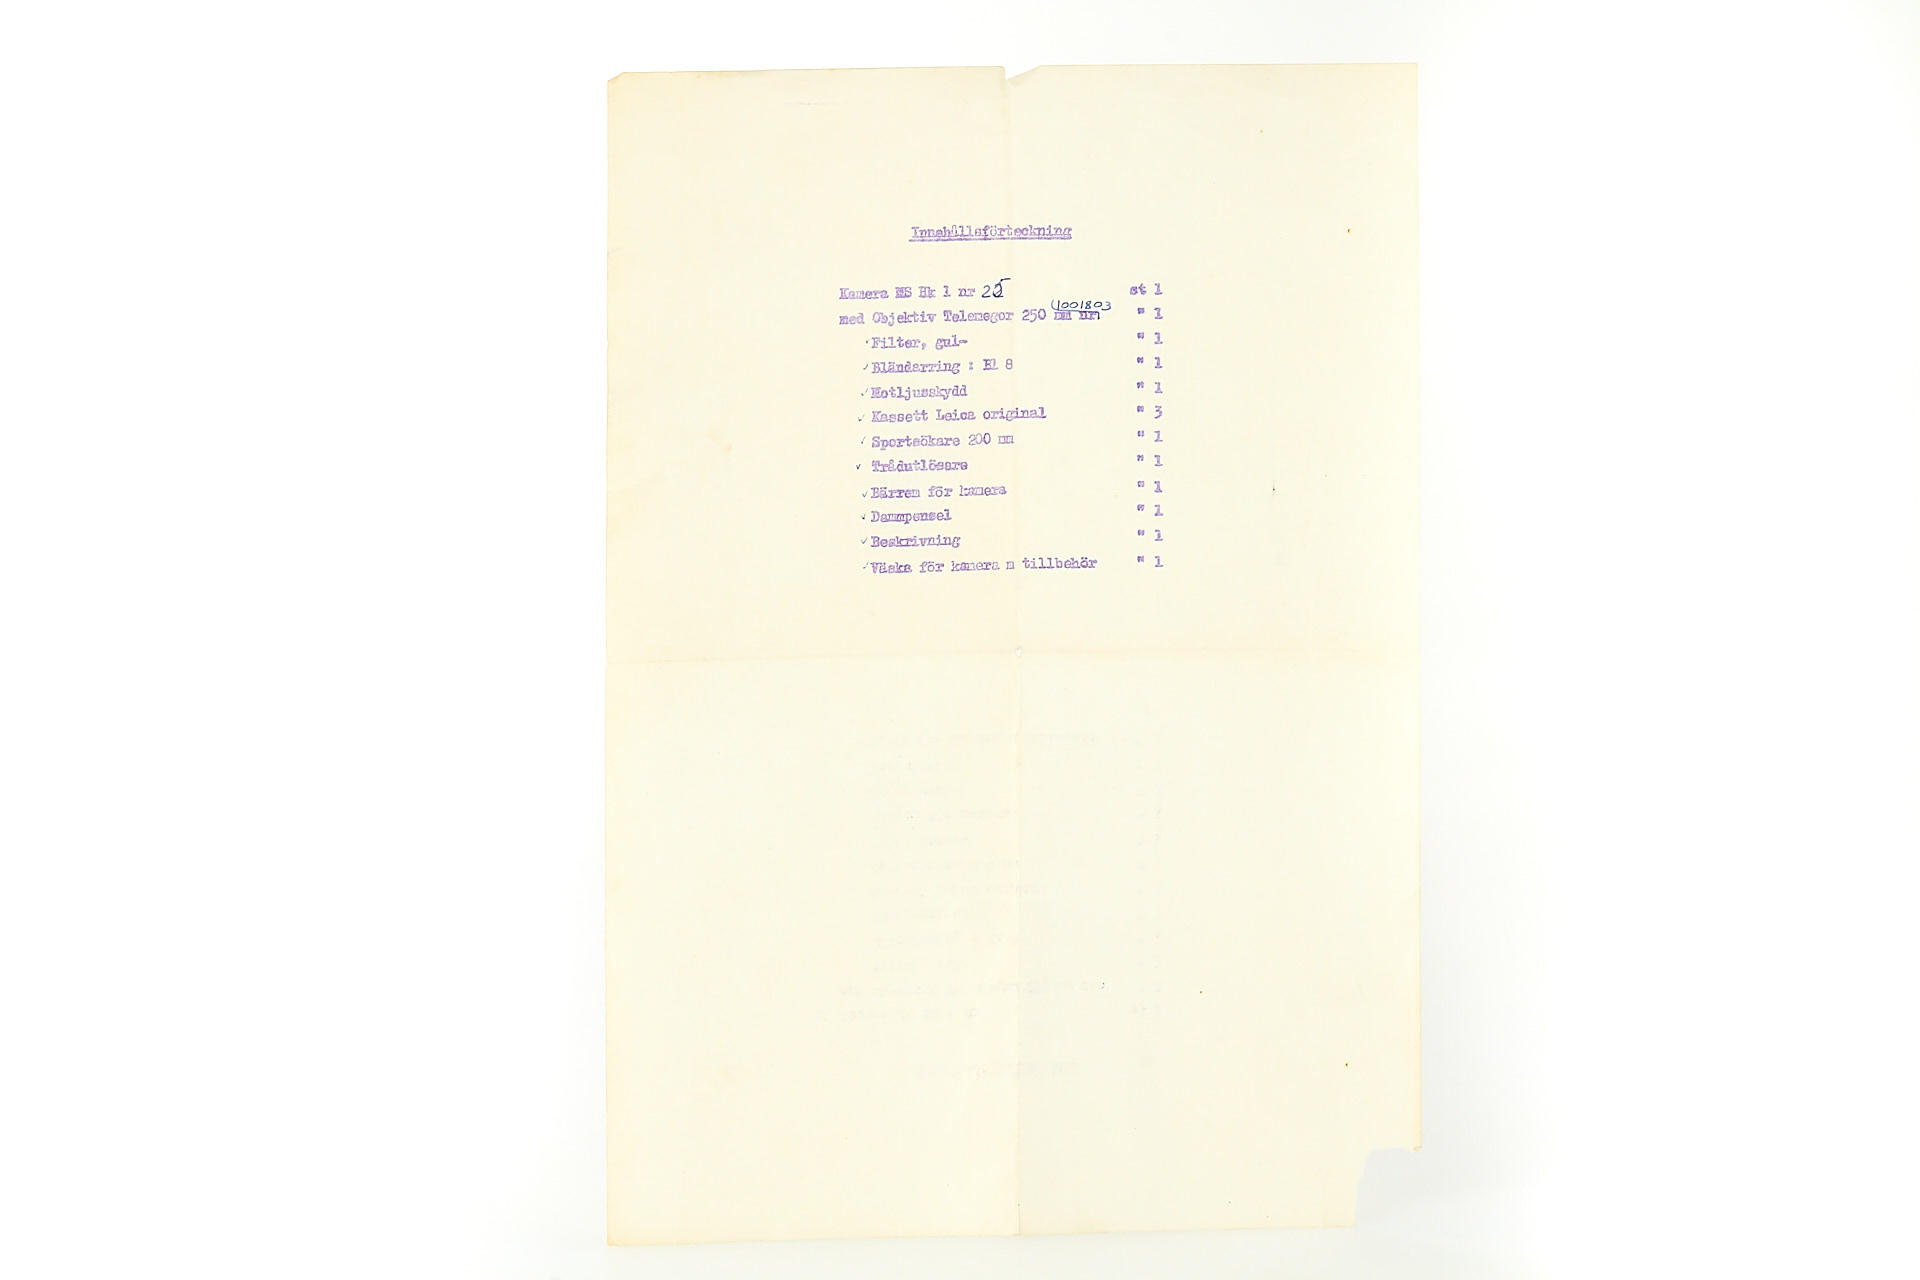 Innehållsförteckning
Kamera MS Hk 1 nr 25 st 1
1001803
med Objektiv Telemegor 250 mm nr " 1
Filter, gul- " 1
Bländarring : Bl 8 " 1
Motljusskydd " 1
Kassett Leica original " 3
Sportsökare 200 mm " 1
Trådutlösare " 1
Bärrem för kamera " 1
Dammpensel " 1
Beskrivning " 1
Väska för kamera m tillbehör " 1